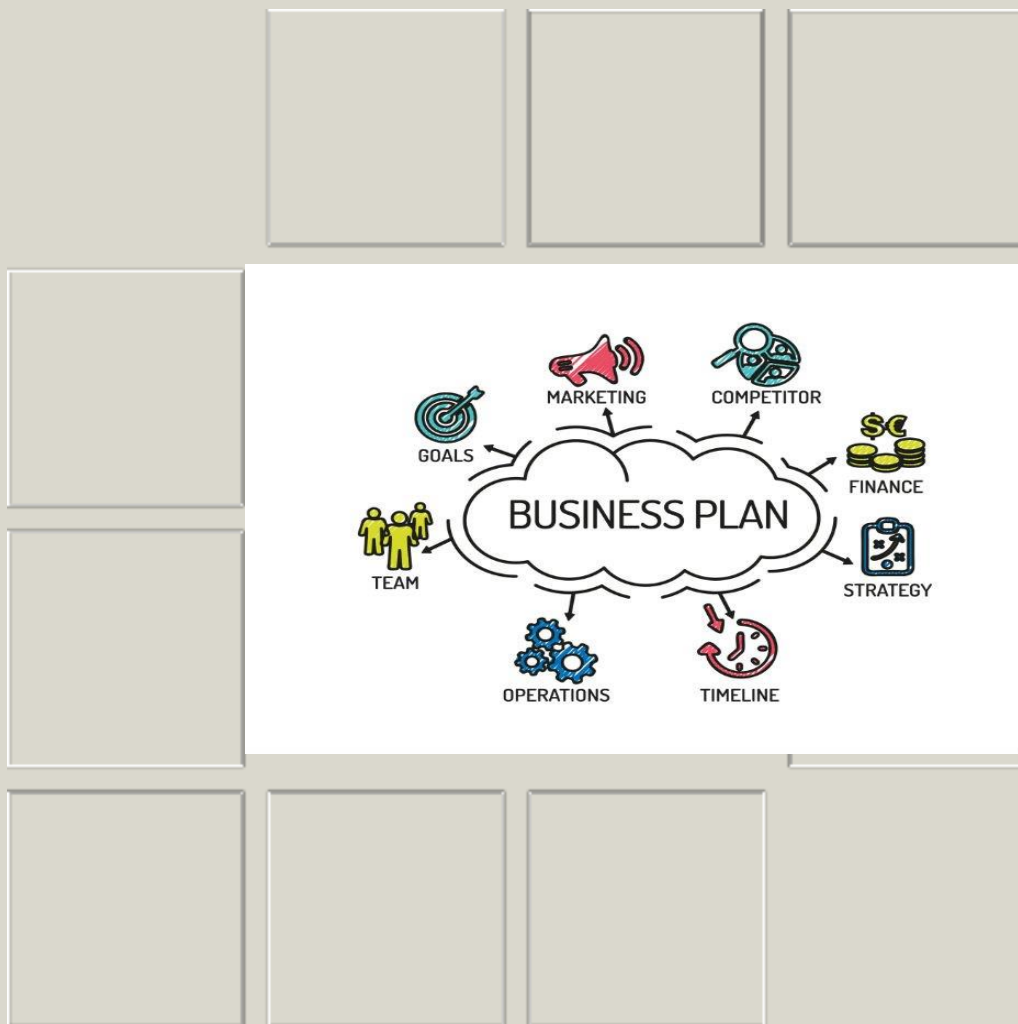 MARKETING
COMPETITOR
GOALS
FINANCE
BUSINESS PLAN
TEAM
STRATEGY
OPERATIONS
TIMELINE